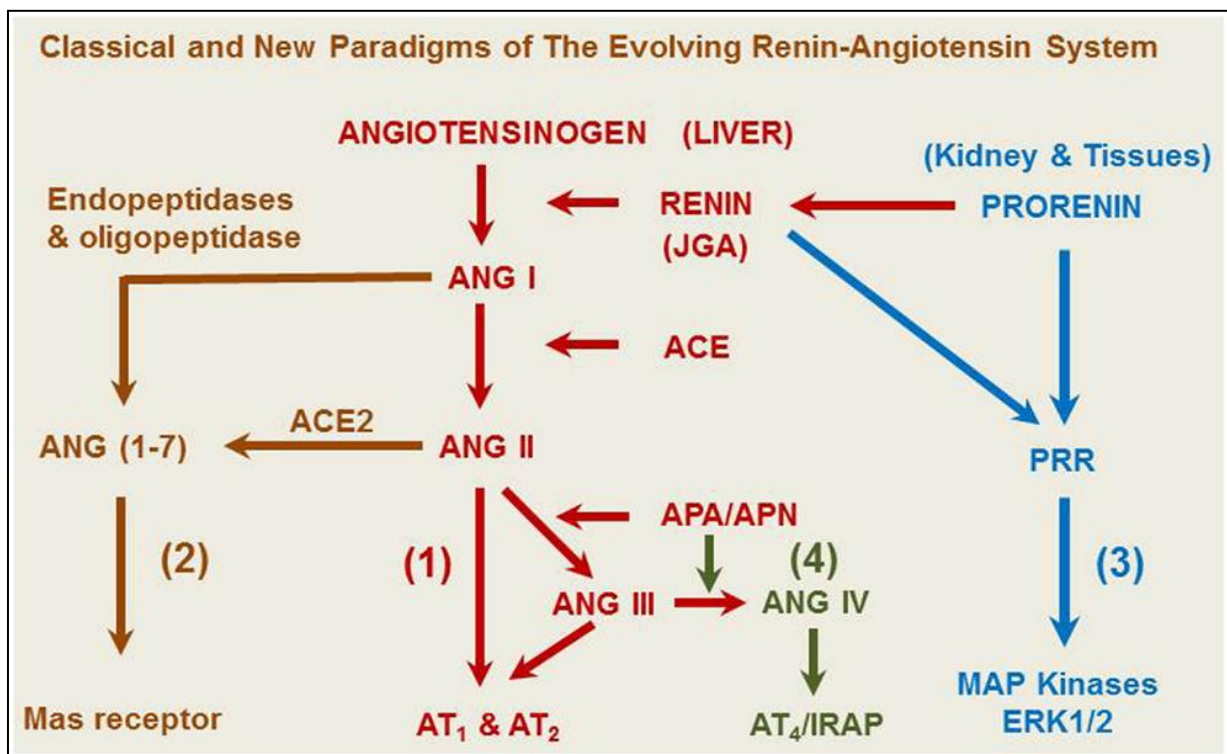 Classical and New Paradigms of The Evolving Renin-Angiotensin System
ANGIOTENSINOGEN (LIVER)
(Kidney & Tissues)
Endopeptidases
& oligopeptidase
RENIN
(JGA)
PRORENIN
ANG I
ACE
ACE2
ANG (1-7)
ANG II
PRR
APA/APN
(2)
(1)
(4)
(3)
ANG III
ANG IV
Mas receptor
AT₁ & AT₂
AT₄/IRAP
MAP Kinases
ERK1/2